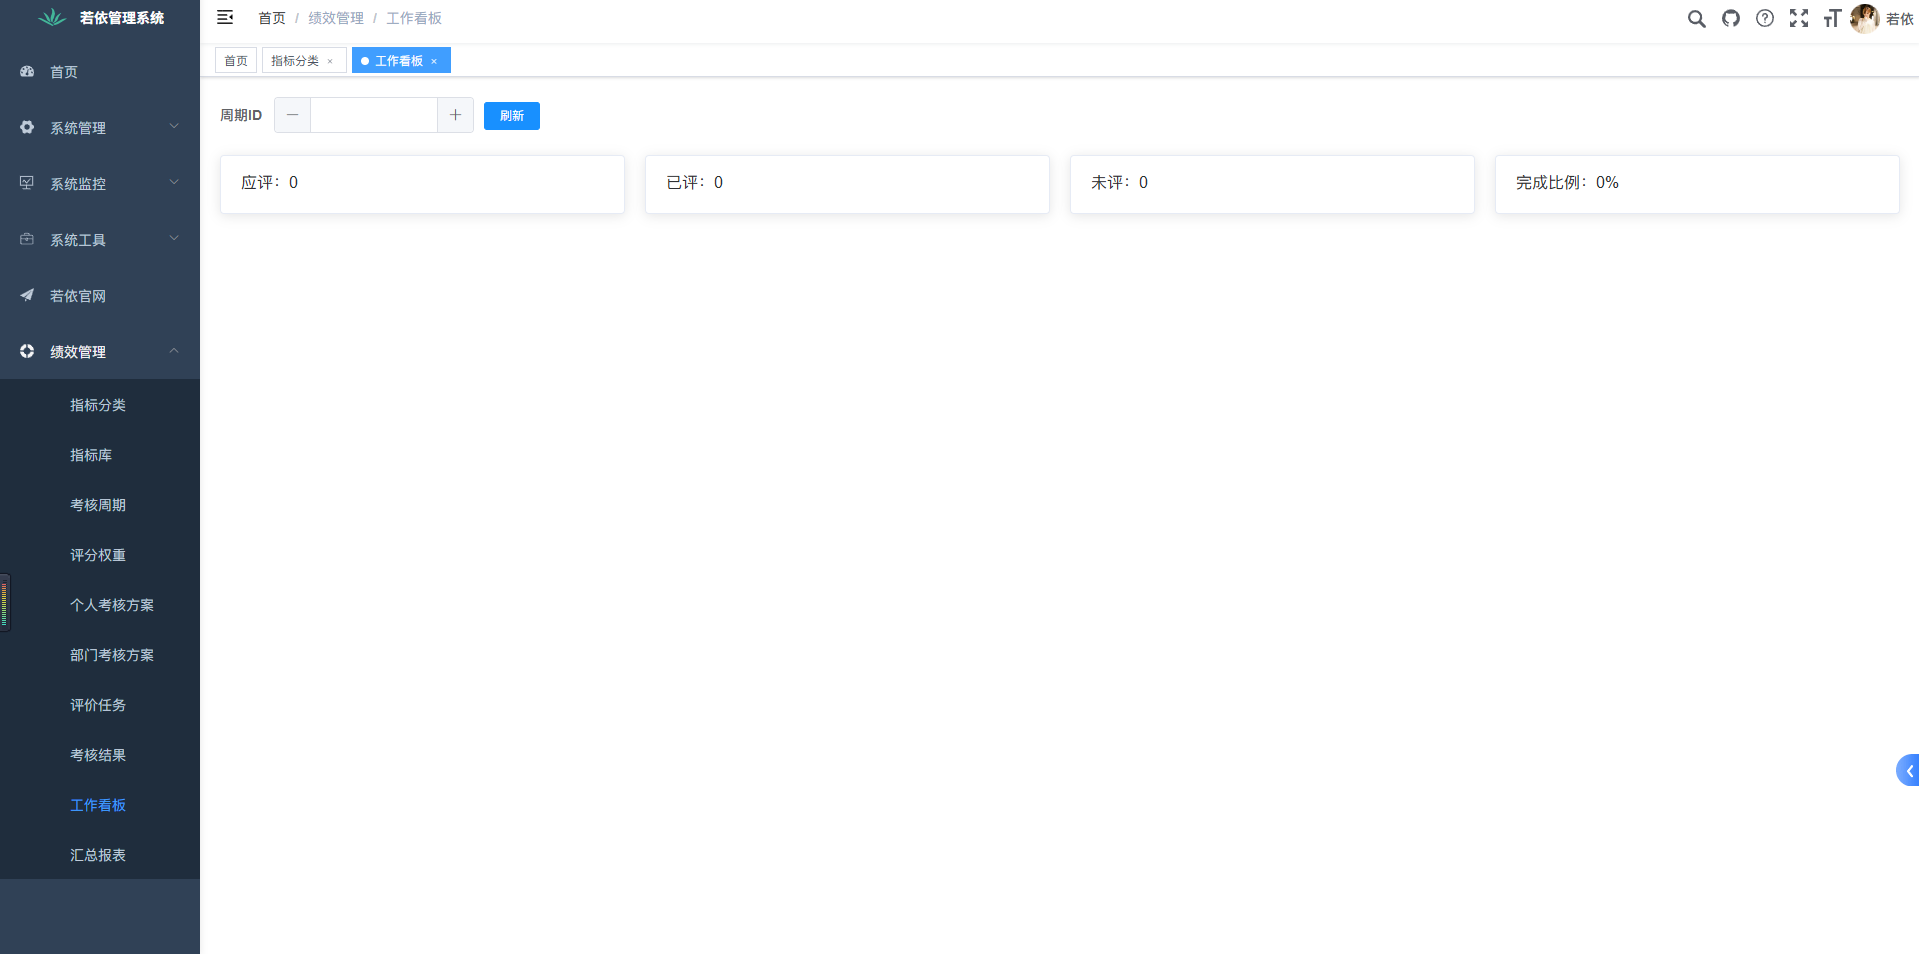 若依管理系统
首页
系统管理
系统监控
系统工具
若依官网
绩效管理
指标分类
指标库
考核周期
评分权重
个人考核方案
部门考核方案
评价任务
考核结果
工作看板
汇总报表
首页 / 绩效管理 / 工作看板
若依
首页 指标分类 × 工作看板 ×
周期ID 刷新
应评：0 已评：0 未评：0 完成比例：0%